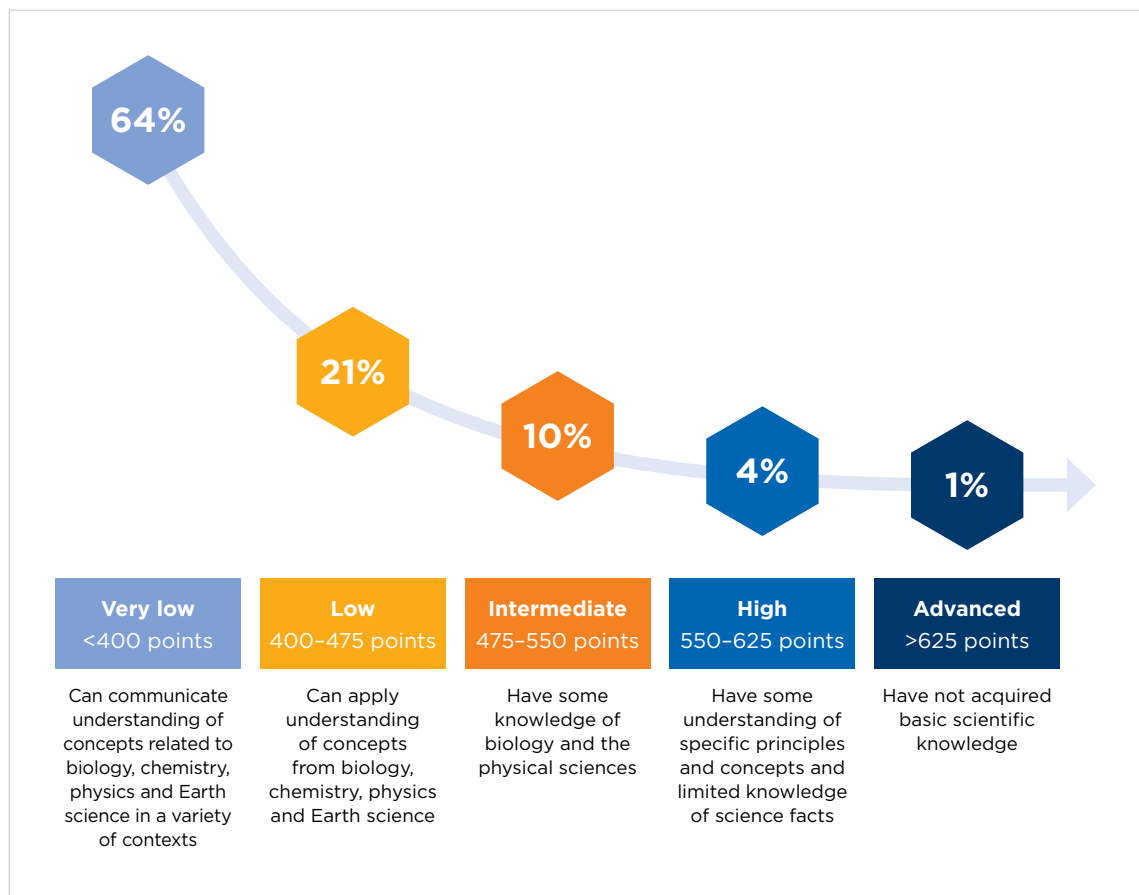 64%
21%
10%
4%
1%
Very low
<400 points
Low
400–475 points
Intermediate
475–550 points
High
550–625 points
Advanced
>625 points
Can communicate
understanding of
concepts related to
biology, chemistry,
physics and Earth
science in a variety
of contexts
Can apply
understanding
of concepts
from biology,
chemistry, physics
and Earth science
Have some
knowledge of
biology and the
physical sciences
Have some
understanding of
specific principles
and concepts and
limited knowledge
of science facts
Have not acquired
basic scientific
knowledge